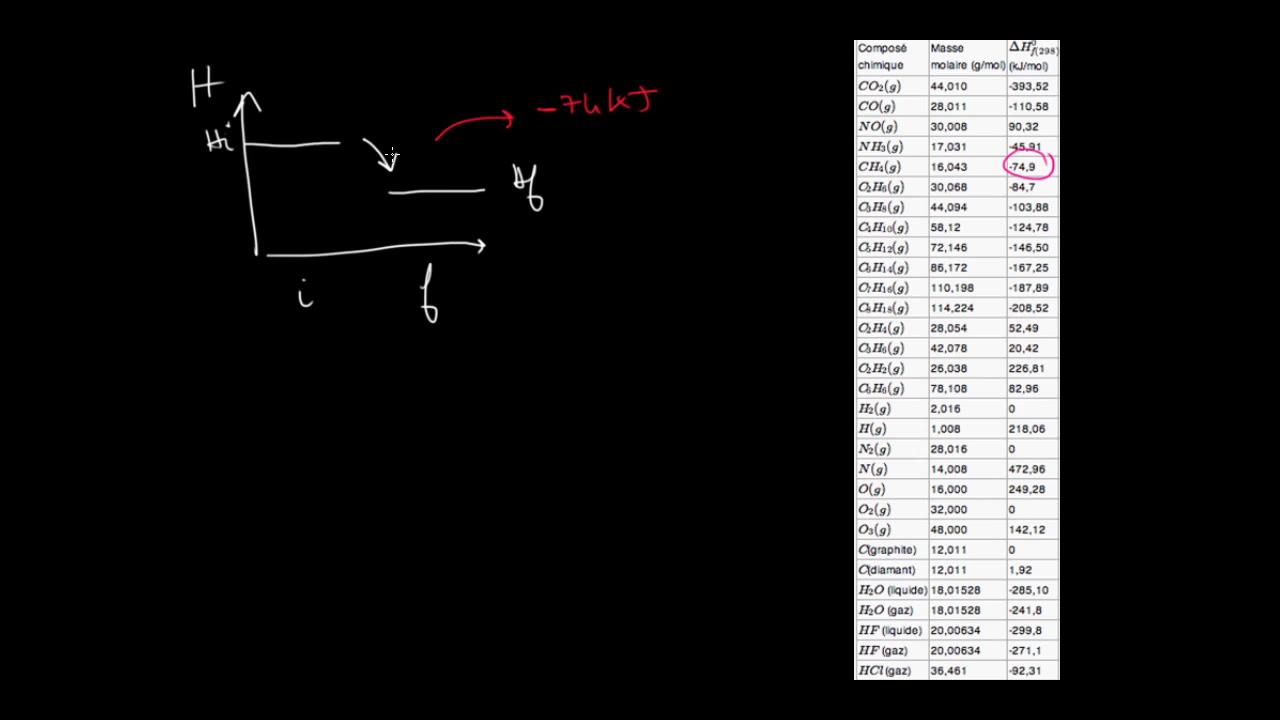 H
Hi
-74 kJ
Hf
i
f
Composé chimique Masse molaire (g/mol) ΔH⁰f(298) (kJ/mol)
CO₂(g) 44,010 -393,52
CO(g) 28,011 -110,58
NO(g) 30,008 90,32
NH₃(g) 17,031 -45,91
CH₄(g) 16,043 -74,9
C₂H₆(g) 30,068 -84,7
C₃H₈(g) 44,094 -103,88
C₄H₁₀(g) 58,12 -124,78
C₅H₁₂(g) 72,146 -146,50
C₆H₁₄(g) 86,172 -167,25
C₇H₁₆(g) 110,198 -187,89
C₈H₁₈(g) 114,224 -208,52
C₂H₄(g) 28,054 52,49
C₃H₆(g) 42,078 20,42
C₂H₂(g) 26,038 226,81
C₆H₆(g) 78,108 82,96
H₂(g) 2,016 0
H(g) 1,008 218,06
N₂(g) 28,016 0
N(g) 14,008 472,96
O(g) 16,000 249,28
O₂(g) 32,000 0
O₃(g) 48,000 142,12
C(graphite) 12,011 0
C(diamant) 12,011 1,92
H₂O (liquide) 18,01528 -285,10
H₂O (gaz) 18,01528 -241,8
HF (liquide) 20,00634 -299,8
HF (gaz) 20,00634 -271,1
HCl (gaz) 36,461 -92,31